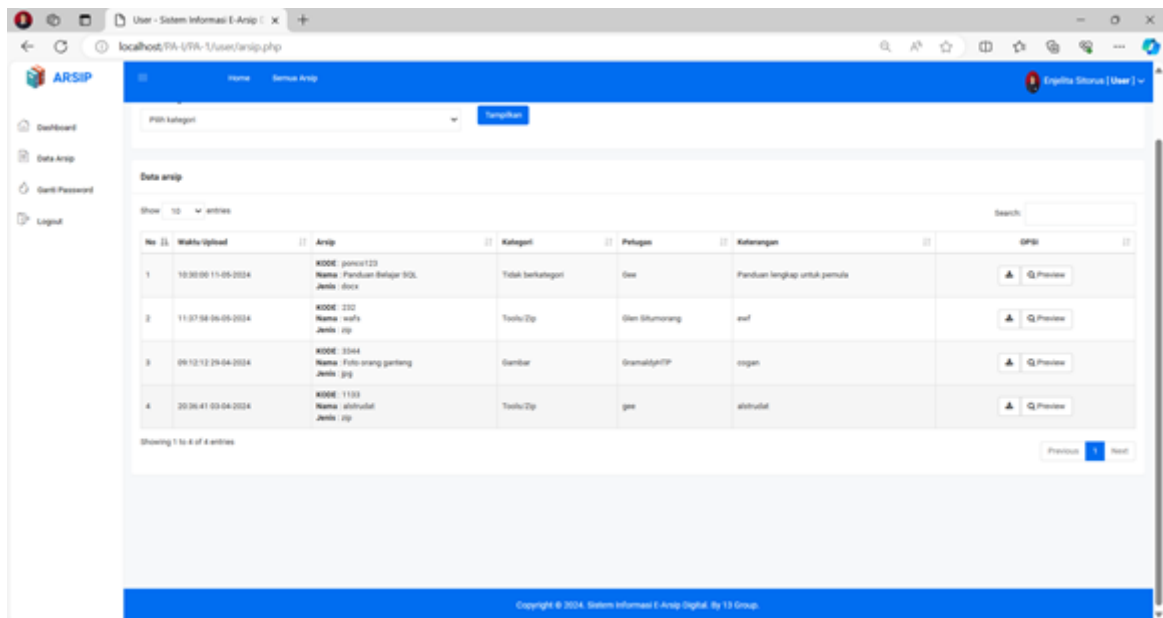 User - Sistem Informasi E-Arsip
localhost/PA-I/PA-1/user/arsip.php
ARSIP
Home Semua Arsip
Enjelita Sitorus [ User ]
Dashboard
Data Arsip
Ganti Password
Logout
Pilih kategori
Tampilkan
Data arsip
Show 10 entries
Search:
No Waktu Upload Arsip Kategori Petugas Keterangan OPSI
1 10:30:00 11-05-2024
KODE : ponco123
Nama : Panduan Belajar SQL
Jenis : docx
Tidak berkategori Gee Panduan lengkap untuk pemula Preview
2 11:37:58 06-05-2024
KODE : 232
Nama : wafs
Jenis : zip
Tools/Zip Glen Situmorang ewf Preview
3 09:12:12 29-04-2024
KODE : 3344
Nama : Foto orang ganteng
Jenis : jpg
Gambar GramaldyHTP cogan Preview
4 20:36:41 03-04-2024
KODE : 1133
Nama : alstrudat
Jenis : zip
Tools/Zip gee alstrudat Preview
Showing 1 to 4 of 4 entries
Previous 1 Next
Copyright © 2024. Sistem Informasi E-Arsip Digital. By 13 Group.